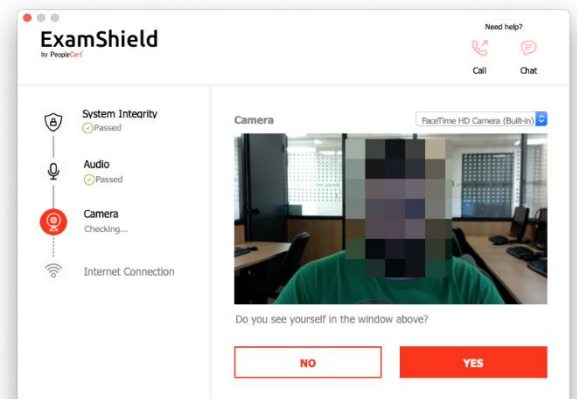 ExamShield
by PeopleCert
Need help?
Call
Chat
System Integrity
Passed
Audio
Passed
Camera
Checking...
Internet Connection
Camera
FaceTime HD Camera (Built-in)
Do you see yourself in the window above?
NO
YES